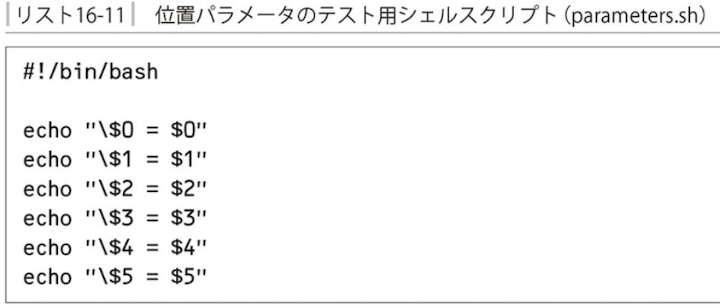 リスト16-11 位置パラメータのテスト用シェルスクリプト（parameters.sh）
#!/bin/bash
echo "\$0 = $0"
echo "\$1 = $1"
echo "\$2 = $2"
echo "\$3 = $3"
echo "\$4 = $4"
echo "\$5 = $5"